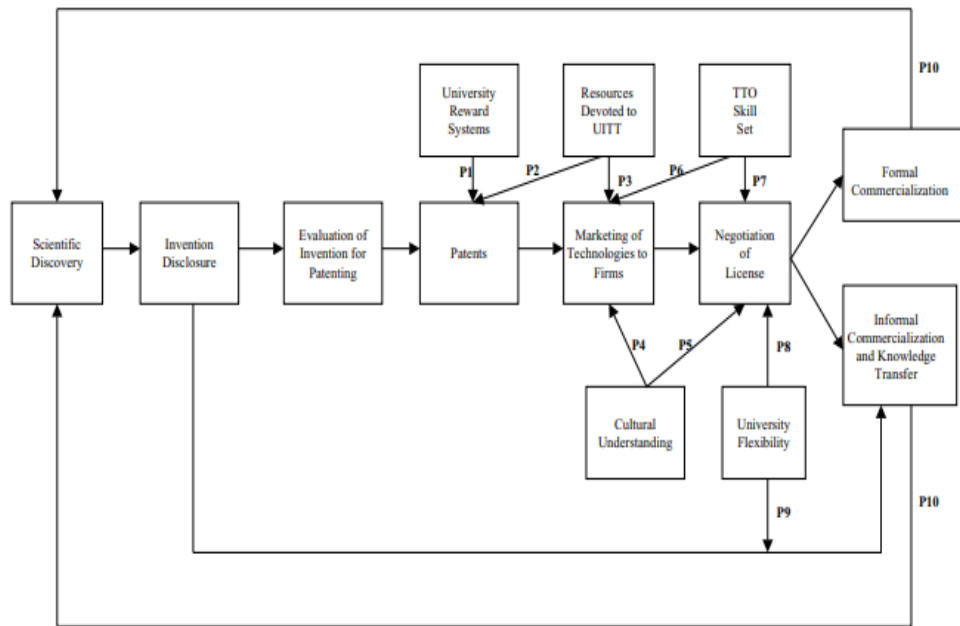 P10
University
Reward
Systems
Resources
Devoted to
UITT
TTO
Skill
Set
Formal
Commercialization
P1
P2
P3
P6
P7
Scientific
Discovery
Invention
Disclosure
Evaluation of
Invention for
Patenting
Patents
Marketing of
Technologies to
Firms
Negotiation
of
License
Informal
Commercialization
and Knowledge
Transfer
P4
P5
P8
Cultural
Understanding
University
Flexibility
P9
P10